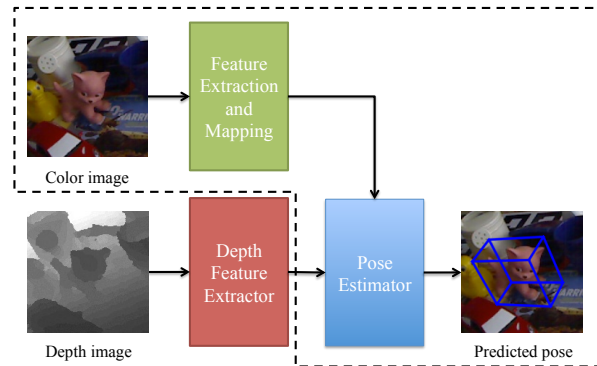 Feature
Extraction
and
Mapping
Color image
Depth
Feature
Extractor
Pose
Estimator
Depth image
Predicted pose